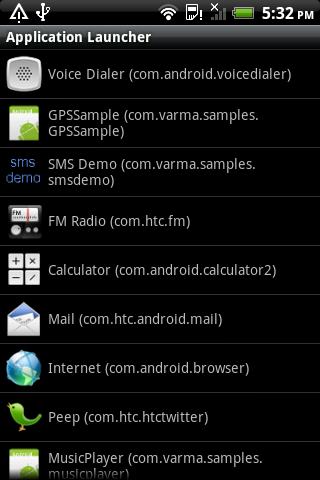 5:32 PM
Application Launcher
Voice Dialer (com.android.voicedialer)
GPSSample (com.varma.samples.
GPSSample)
sms
demo
SMS Demo (com.varma.samples.
smsdemo)
FM
FM Radio (com.htc.fm)
Calculator (com.android.calculator2)
Mail (com.htc.android.mail)
Internet (com.android.browser)
Peep (com.htc.htctwitter)
MusicPlayer (com.varma.samples.
musicplayer)